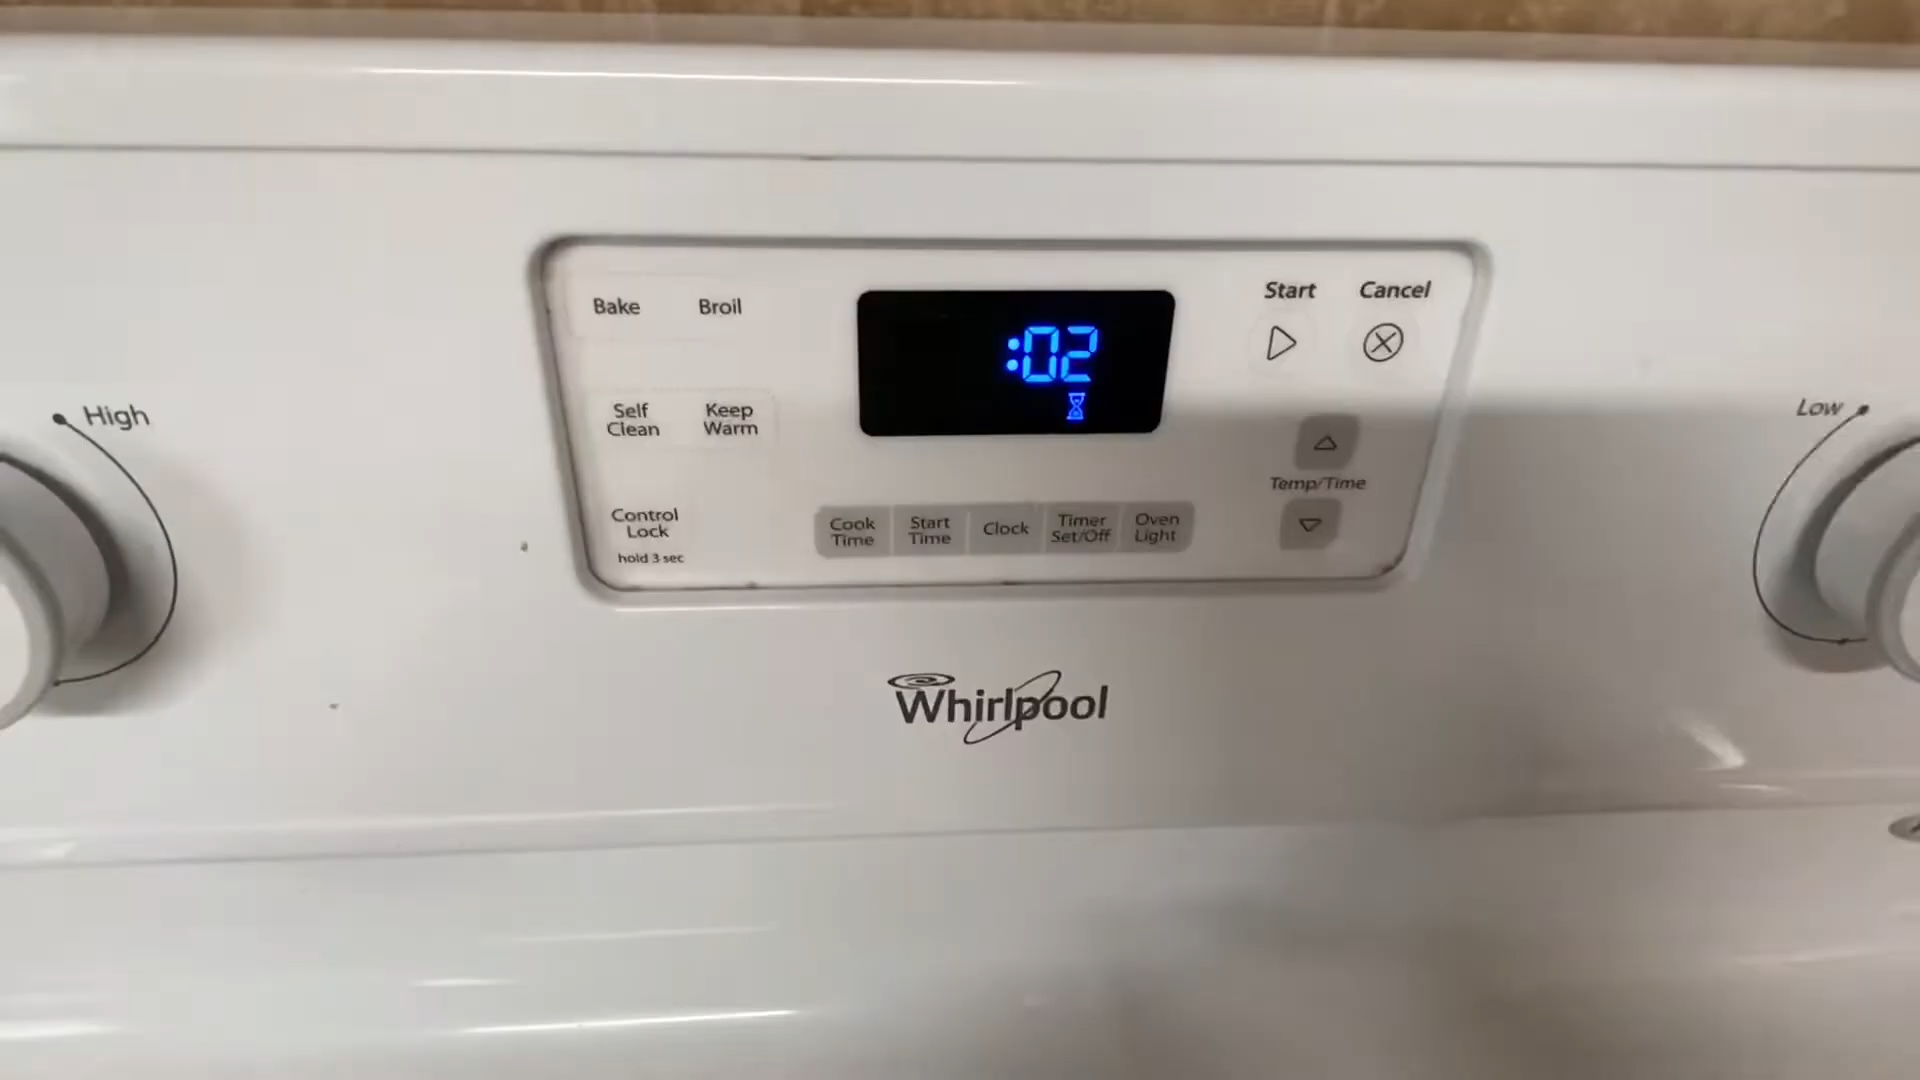 Bake Broil
:02
Start Cancel
Self
Clean
Keep
Warm
High
Low
Temp/Time
Control
Lock
hold 3 sec
Cook
Time
Start
Time
Clock
Timer
Set/Off
Oven
Light
Whirlpool